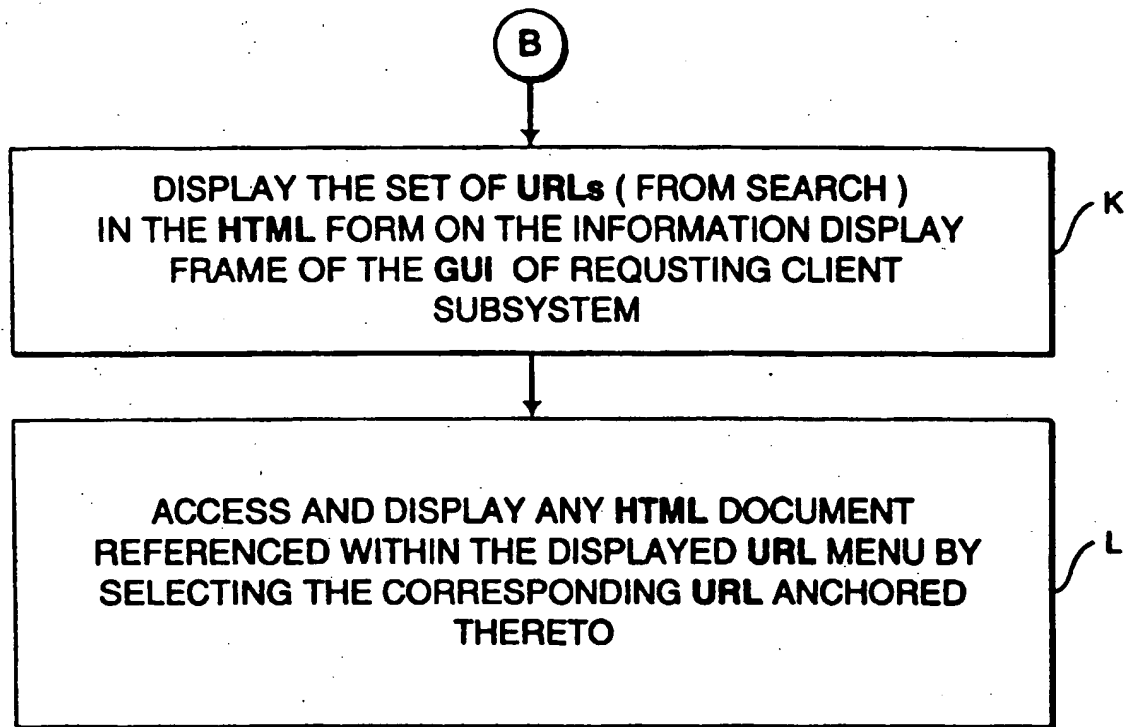 B
DISPLAY THE SET OF URLs ( FROM SEARCH )
IN THE HTML FORM ON THE INFORMATION DISPLAY
FRAME OF THE GUI OF REQUSTING CLIENT
SUBSYSTEM
K
ACCESS AND DISPLAY ANY HTML DOCUMENT
REFERENCED WITHIN THE DISPLAYED URL MENU BY
SELECTING THE CORRESPONDING URL ANCHORED
THERETO
L